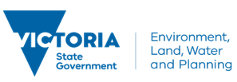 VICTORIA
State
Government
Environment,
Land, Water
and Planning